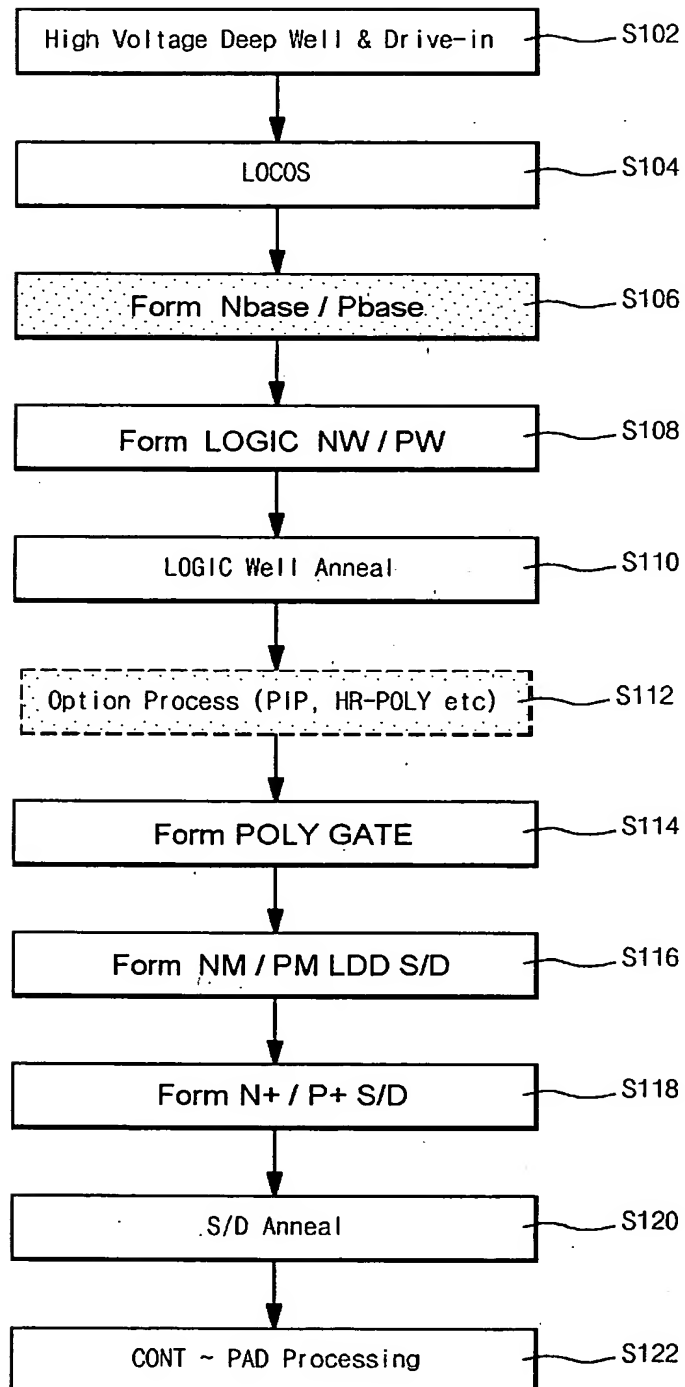 High Voltage Deep Well & Drive-in S102
LOCOS S104
Form Nbase / Pbase S106
Form LOGIC NW / PW S108
LOGIC Well Anneal S110
Option Process (PIP, HR-POLY etc) S112
Form POLY GATE S114
Form NM / PM LDD S/D S116
Form N+ / P+ S/D S118
S/D Anneal S120
CONT ~ PAD Processing S122